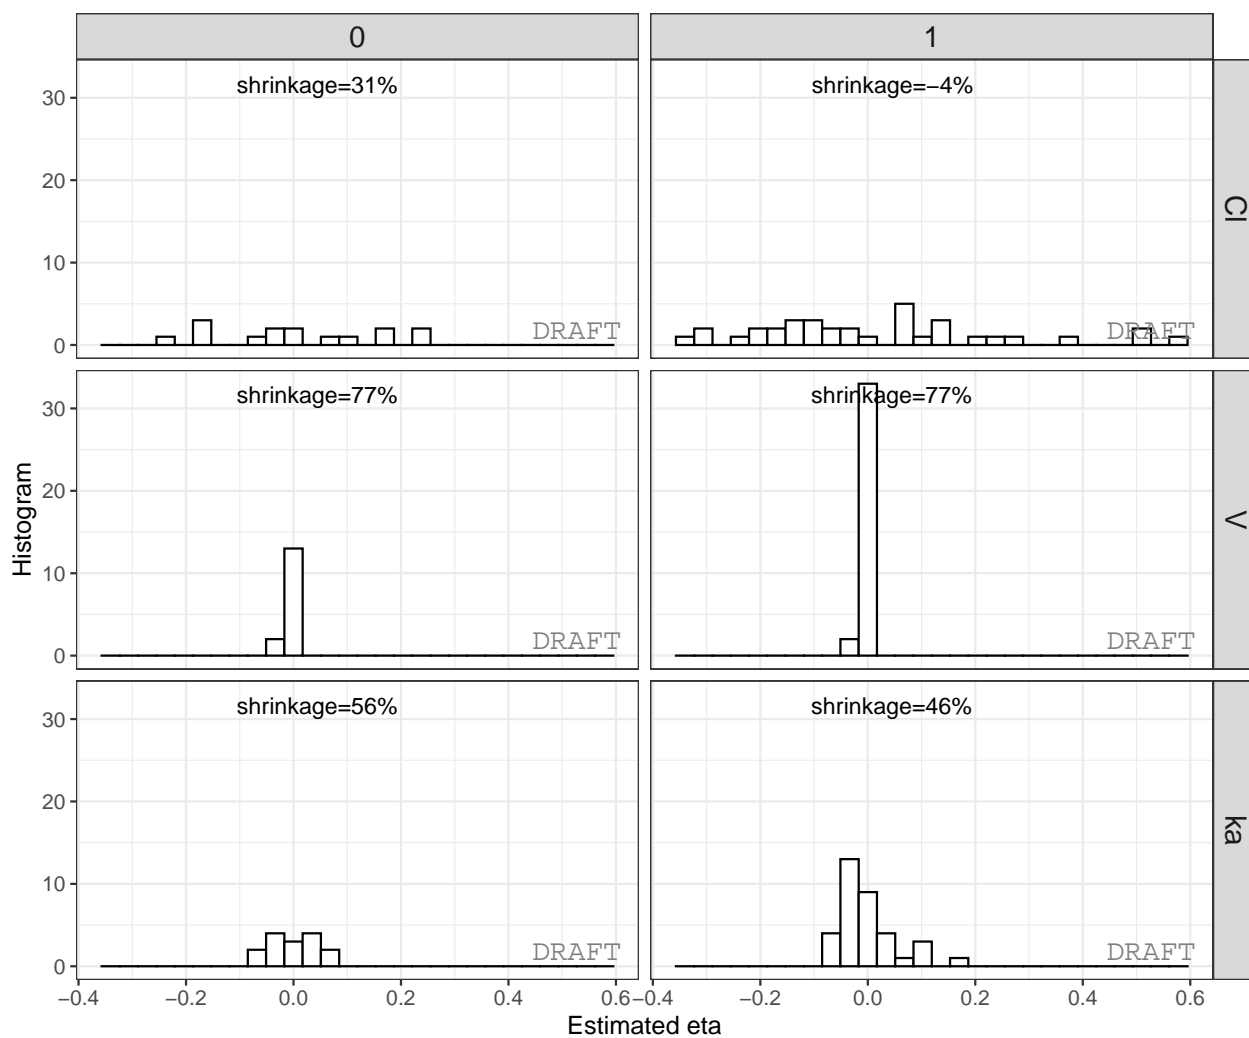 0 1
shrinkage=31% shrinkage=−4%
Cl
30
20
10
0
DRAFT DRAFT
shrinkage=77% shrinkage=77%
V
30
20
10
0
DRAFT DRAFT
shrinkage=56% shrinkage=46%
ka
30
20
10
0
DRAFT DRAFT
Histogram
−0.4 −0.2 0.0 0.2 0.4 0.6 −0.4 −0.2 0.0 0.2 0.4 0.6
Estimated eta